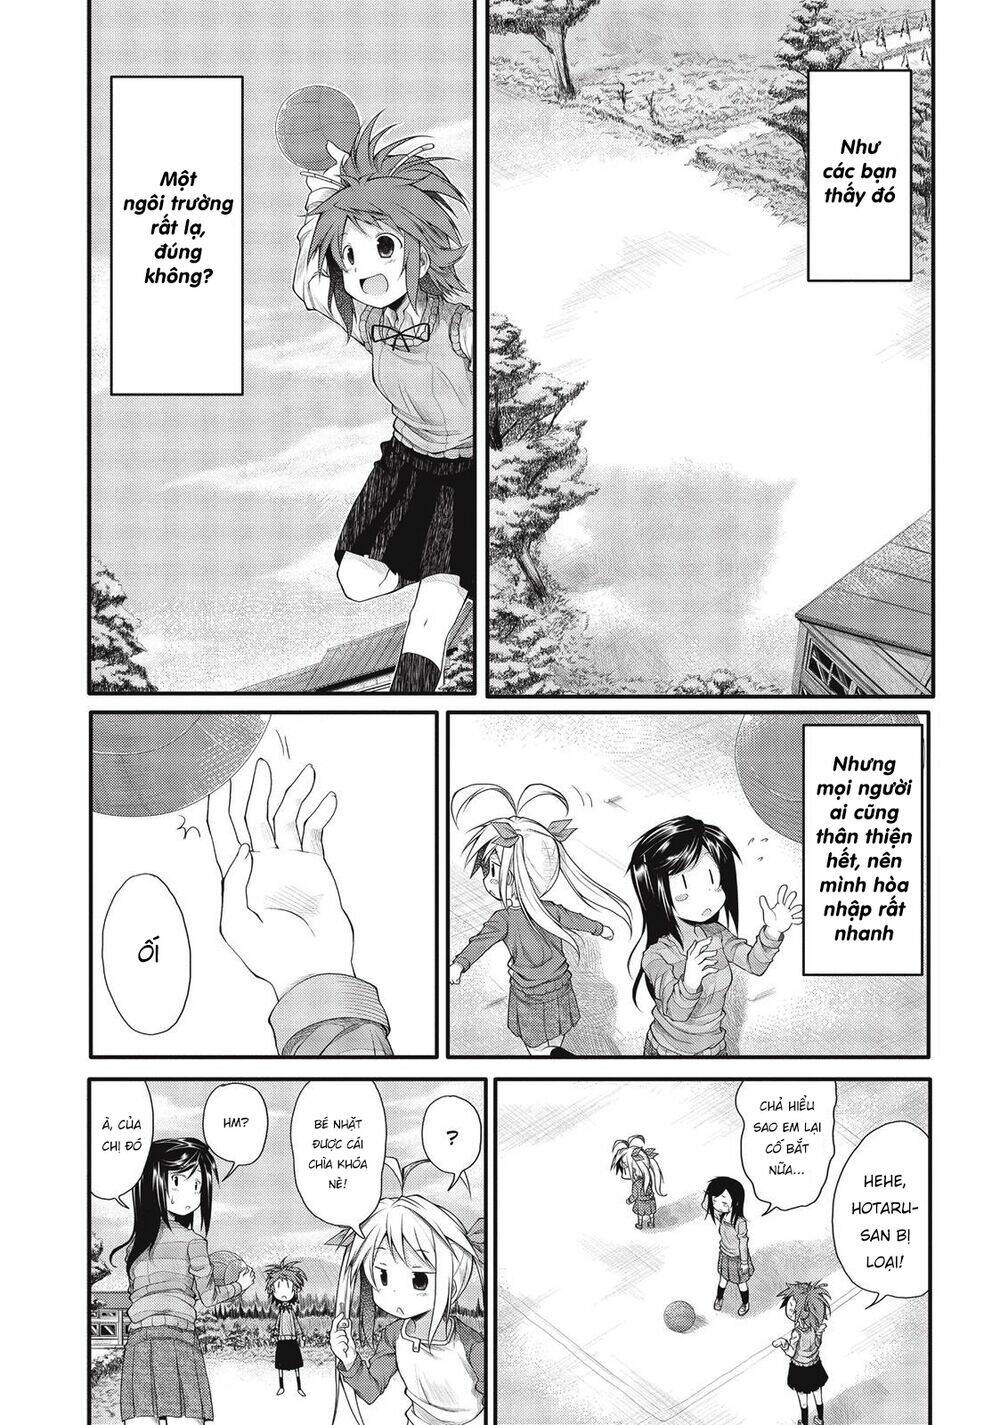 Như
các bạn
thấy đó
Một
ngôi trường
rất lạ,
đúng
không?
Nhưng
mọi người
ai cũng
thân thiện
hết, nên
mình hòa
nhập rất
nhanh
ỐI
HEHE,
HOTARU-
SAN BỊ
LOẠI!
CHẢ HIỂU
SAO EM LẠI
CỐ BẮT
NỮA...
?
BÉ NHẶT
ĐƯỢC CÁI
CHÌA KHÓA
NÈ!
HM?
À, CỦA
CHỊ ĐÓ